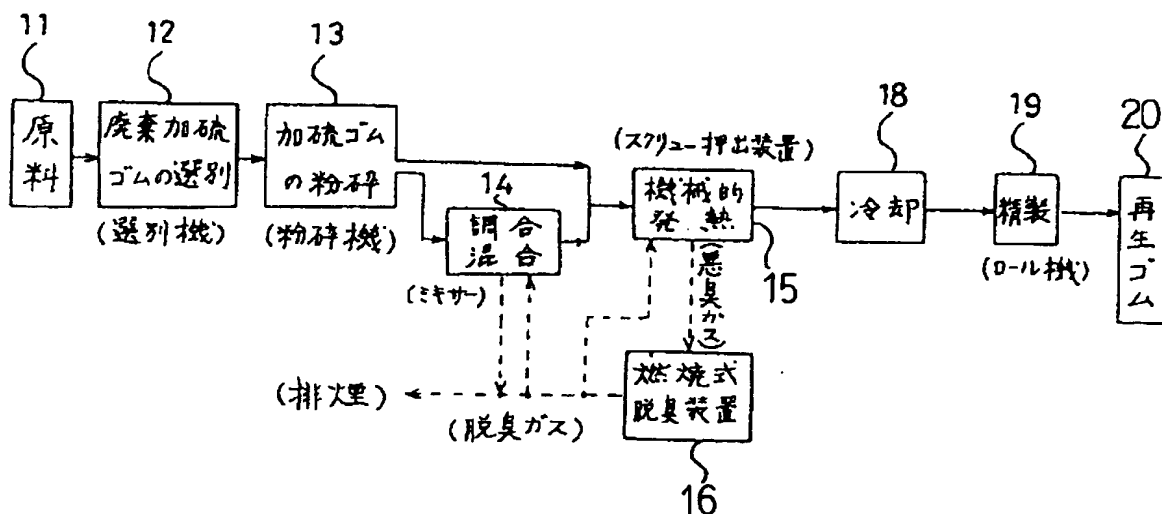 11
12
13
14
15
16
18
19
20
原
料
廃棄加硫
ゴムの選別
(選別機)
加硫ゴム
の粉砕
(粉砕機)
調合
混合
(ミキサー)
(スクリュー押出装置)
機械的
発熱
(悪臭ガス)
燃焼式
脱臭装置
(脱臭ガス)
(排煙)
冷却
精製
(ロール機)
再
生
ゴ
ム